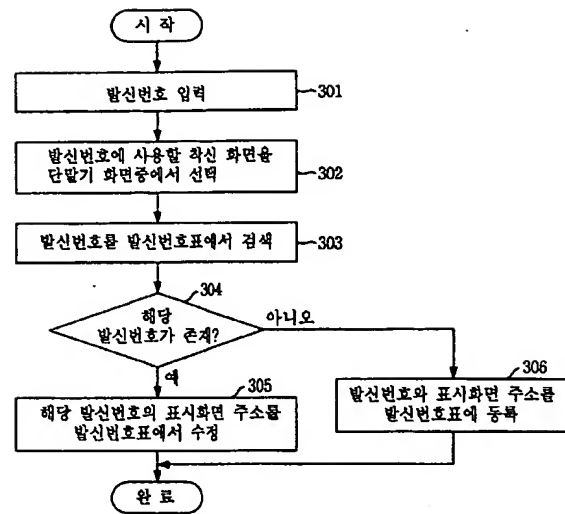 시 작
발신번호 입력
301
발신번호에 사용할 착신 화면을
단말기 화면중에서 선택
302
발신번호를 발신번호표에서 검색
303
304
해당
발신번호가 존재?
아니오
예
305
해당 발신번호의 표시화면 주소를
발신번호표에서 수정
306
발신번호와 표시화면 주소를
발신번호표에 등록
완 료